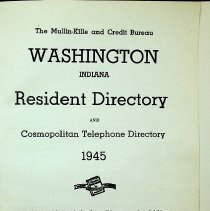 The Mullin-Kille and Credit Bureau
WASHINGTON
INDIANA
Resident Directory
AND
Cosmopolitan Telephone Directory
1945